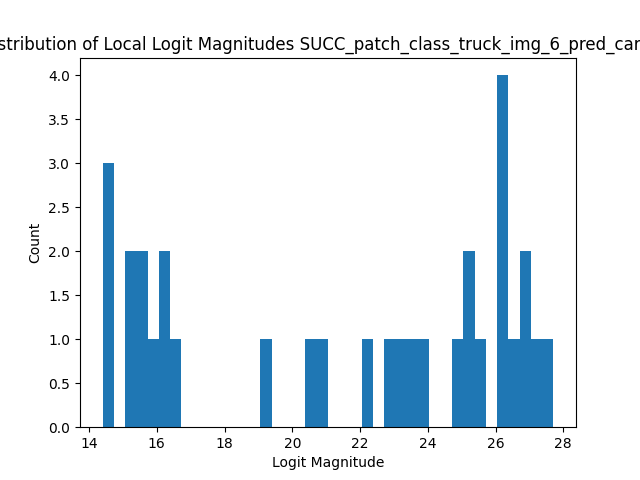 stribution of Local Logit Magnitudes SUCC_patch_class_truck_img_6_pred_car
4.0
3.5
3.0
2.5
2.0
1.5
1.0
0.5
0.0
Count
14 16 18 20 22 24 26 28
Logit Magnitude